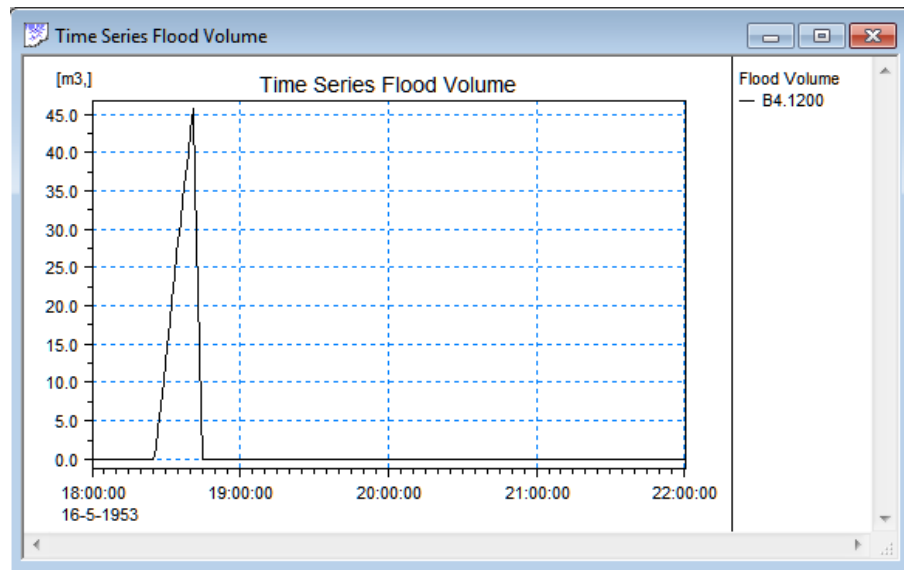 Time Series Flood Volume
[m3,]
Time Series Flood Volume
Flood Volume
B4.1200
45.0
40.0
35.0
30.0
25.0
20.0
15.0
10.0
5.0
0.0
18:00:00 19:00:00 20:00:00 21:00:00 22:00:00
16-5-1953